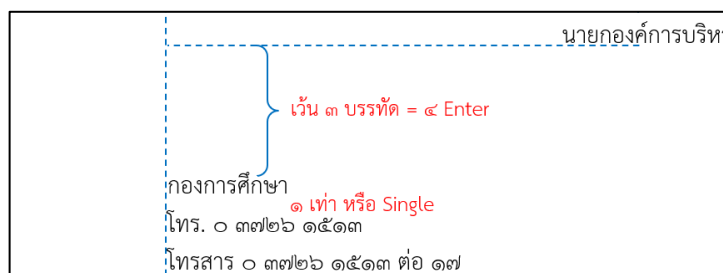 นายกองค์การบริห
เว้น ๓ บรรทัด = ๔ Enter
กองการศึกษา
๑ เท่า หรือ Single
โทร. ๐ ๓๗๒๖ ๑๕๑๓
โทรสาร ๐ ๓๗๒๖ ๑๕๑๓ ต่อ ๑๗